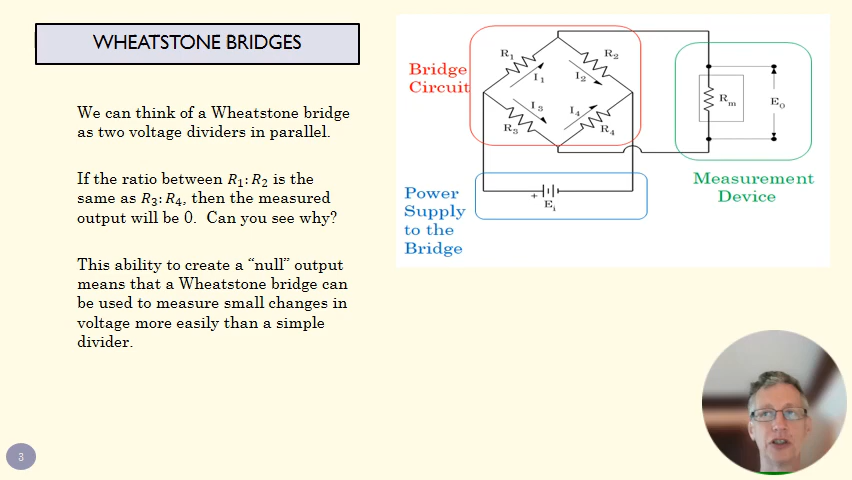 WHEATSTONE BRIDGES
We can think of a Wheatstone bridge
as two voltage dividers in parallel.
If the ratio between R₁:R₂ is the
same as R₃:R₄, then the measured
output will be 0. Can you see why?
This ability to create a “null” output
means that a Wheatstone bridge can
be used to measure small changes in
voltage more easily than a simple
divider.
Bridge
Circuit
R₁
R₂
I₁
I₂
I₃
I₄
R₃
R₄
Rₘ
E₀
Measurement
Device
Power
Supply
to the
Bridge
+
Eᵢ
3